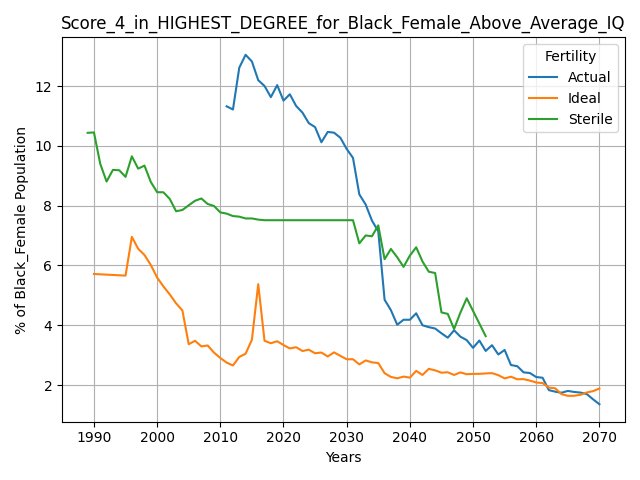 Score_4_in_HIGHEST_DEGREE_for_Black_Female_Above_Average_IQ
Fertility
Actual
Ideal
Sterile
% of Black_Female Population
12
10
8
6
4
2
1990 2000 2010 2020 2030 2040 2050 2060 2070
Years